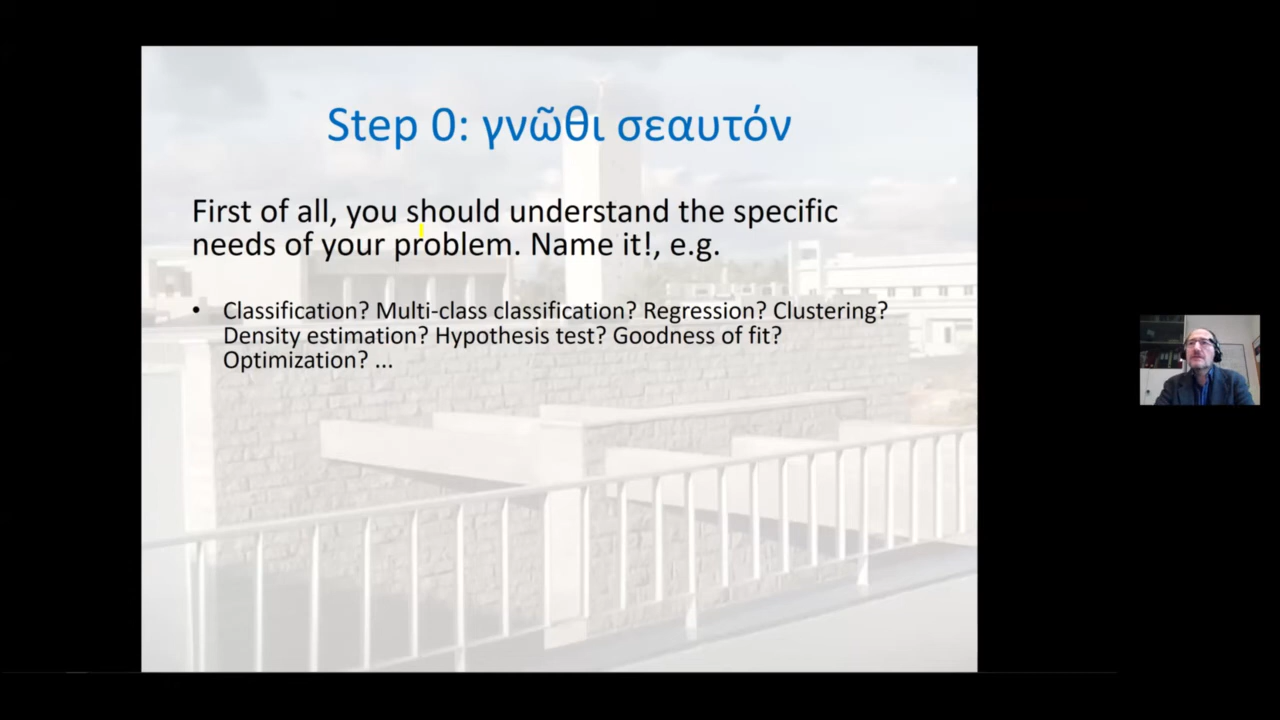 Step 0: γνῶθι σεαυτόν
First of all, you should understand the specific
needs of your problem. Name it!, e.g.
• Classification? Multi-class classification? Regression? Clustering?
Density estimation? Hypothesis test? Goodness of fit?
Optimization? ...